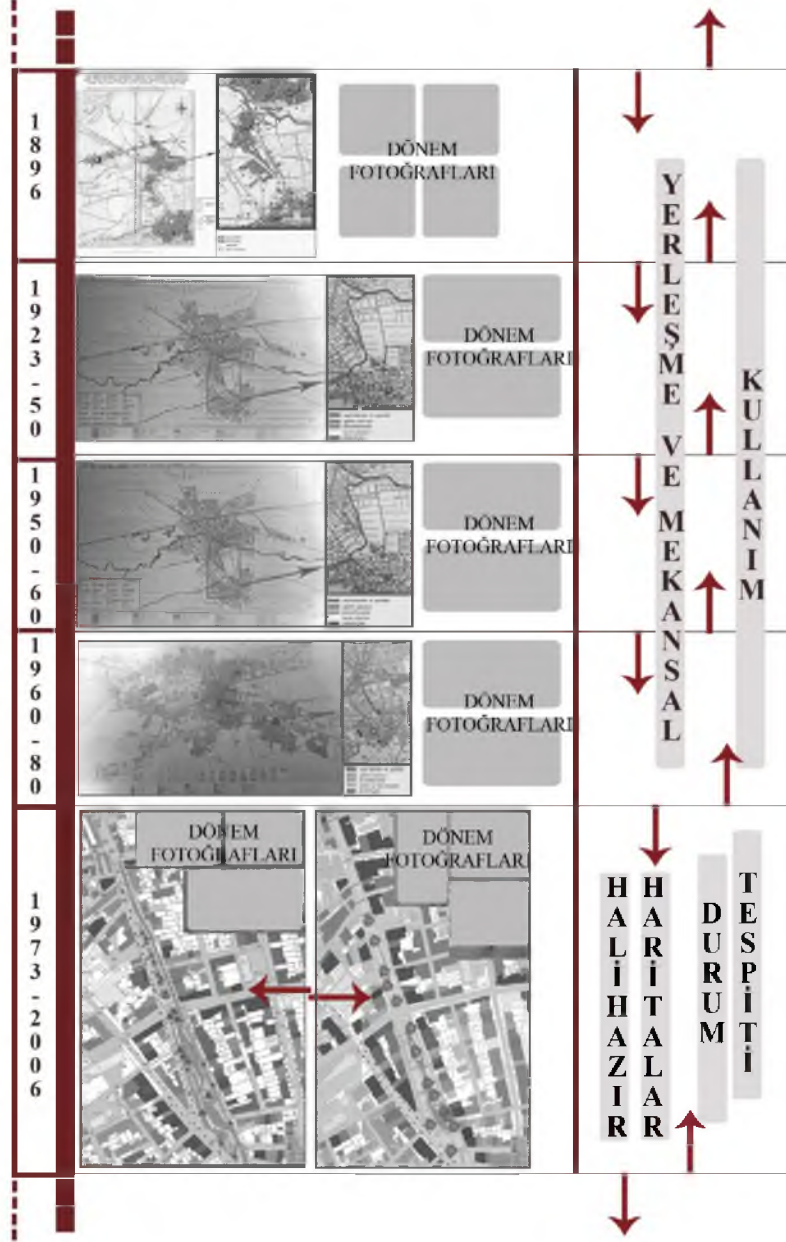 1896
DÖNEM
FOTOĞRAFLARI
1923-50
DÖNEM
FOTOĞRAFLARI
1950-60
DÖNEM
FOTOĞRAFLARI
1960-80
DÖNEM
FOTOĞRAFLARI
YERLEŞME VE MEKANSAL
KULLANIM
1973-2006
DÖNEM
FOTOĞRAFLARI
DÖNEM
FOTOĞRAFLARI
HALİHAZIR
HARİTALAR
DURUM
TESPİTİ